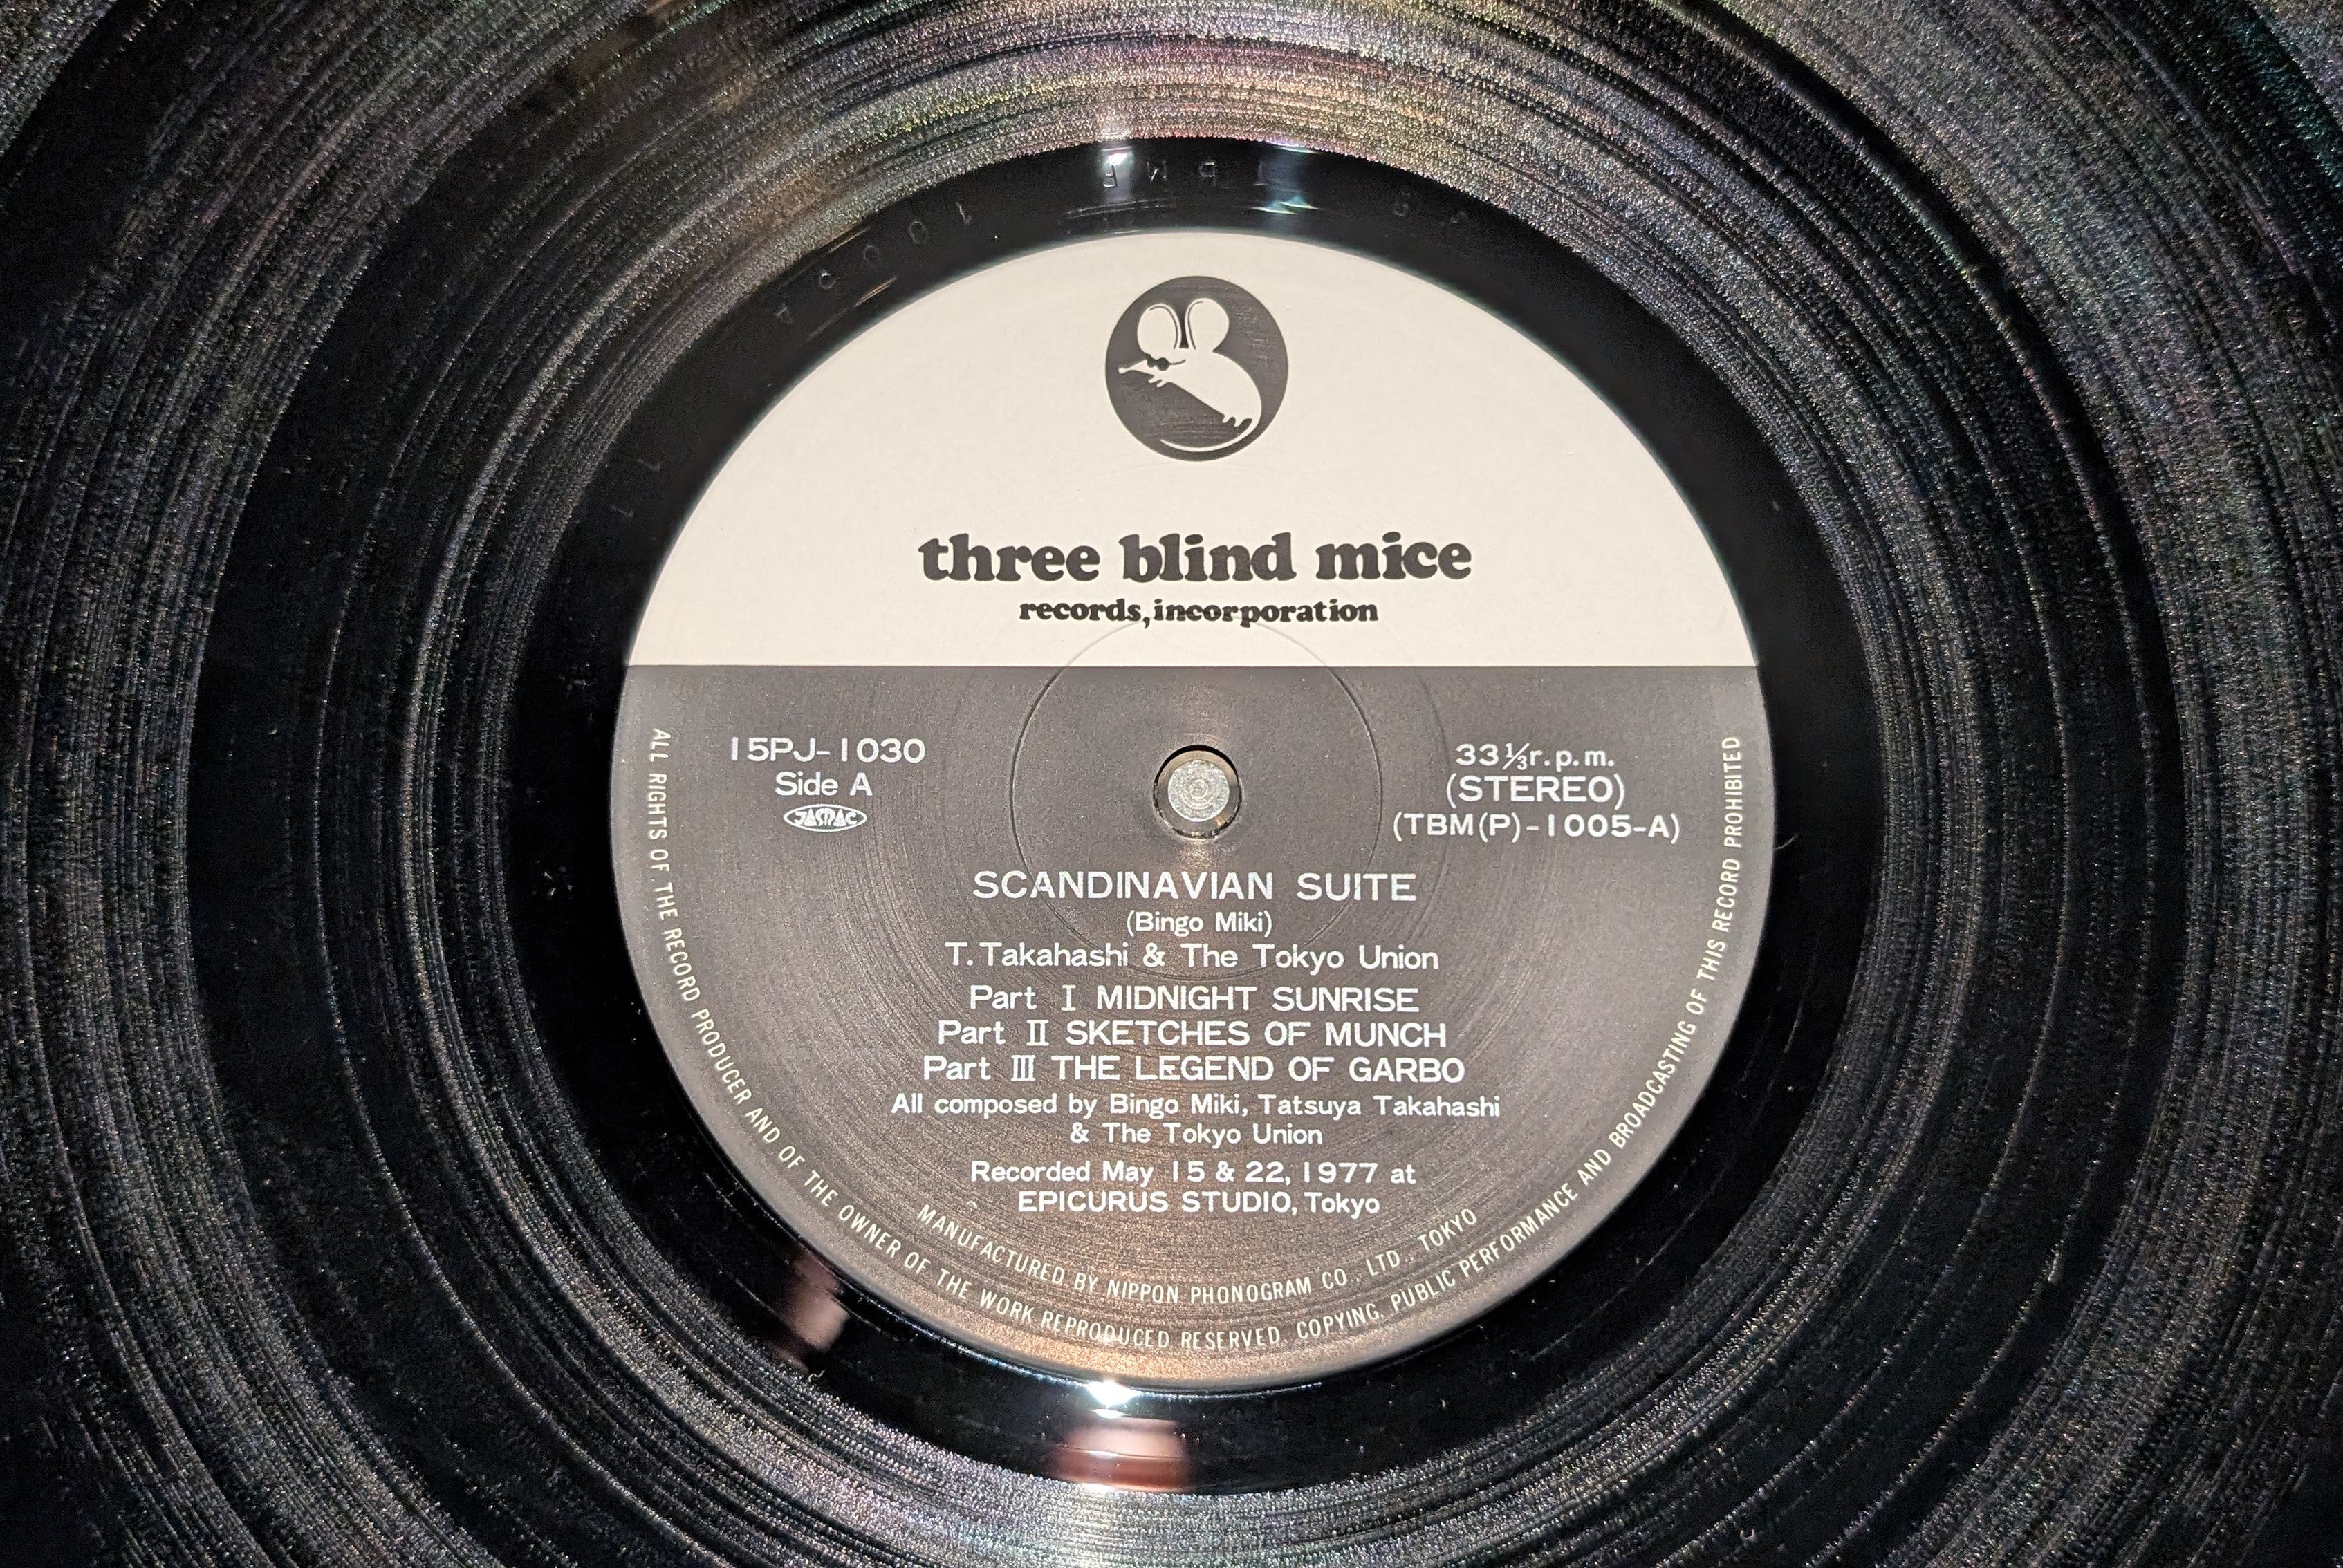 three blind mice
records, incorporation
15PJ-1030
Side A
JASRAC
33⅓r.p.m.
(STEREO)
(TBM(P)-1005-A)
SCANDINAVIAN SUITE
(Bingo Miki)
T. Takahashi & The Tokyo Union
Part I MIDNIGHT SUNRISE
Part II SKETCHES OF MUNCH
Part III THE LEGEND OF GARBO
All composed by Bingo Miki, Tatsuya Takahashi
& The Tokyo Union
Recorded May 15 & 22, 1977 at
EPICURUS STUDIO, Tokyo
MANUFACTURED BY NIPPON PHONOGRAM CO., LTD., TOKYO
ALL RIGHTS OF THE RECORD PRODUCER AND OF THE OWNER OF THE WORK REPRODUCED RESERVED. COPYING, PUBLIC PERFORMANCE AND BROADCASTING OF THIS RECORD PROHIBITED